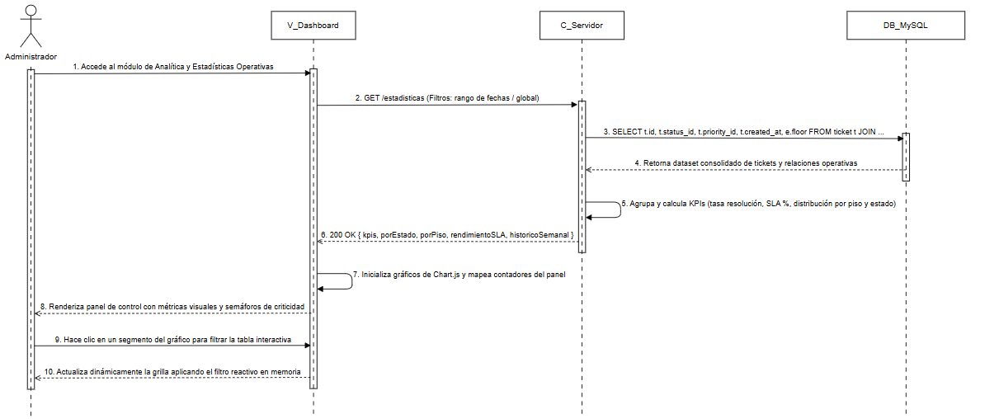 V_Dashboard
C_Servidor
DB_MySQL
Administrador
1. Accede al módulo de Analítica y Estadísticas Operativas
2. GET /estadisticas (Filtros: rango de fechas / global)
3. SELECT t.id, t.status_id, t.priority_id, t.created_at, e.floor FROM ticket t JOIN ...
4. Retorna dataset consolidado de tickets y relaciones operativas
5. Agrupa y calcula KPIs (tasa resolución, SLA %, distribución por piso y estado)
6. 200 OK { kpis, porEstado, porPiso, rendimientoSLA, historicoSemanal }
7. Inicializa gráficos de Chart.js y mapea contadores del panel
8. Renderiza panel de control con métricas visuales y semáforos de criticidad
9. Hace clic en un segmento del gráfico para filtrar la tabla interactiva
10. Actualiza dinámicamente la grilla aplicando el filtro reactivo en memoria